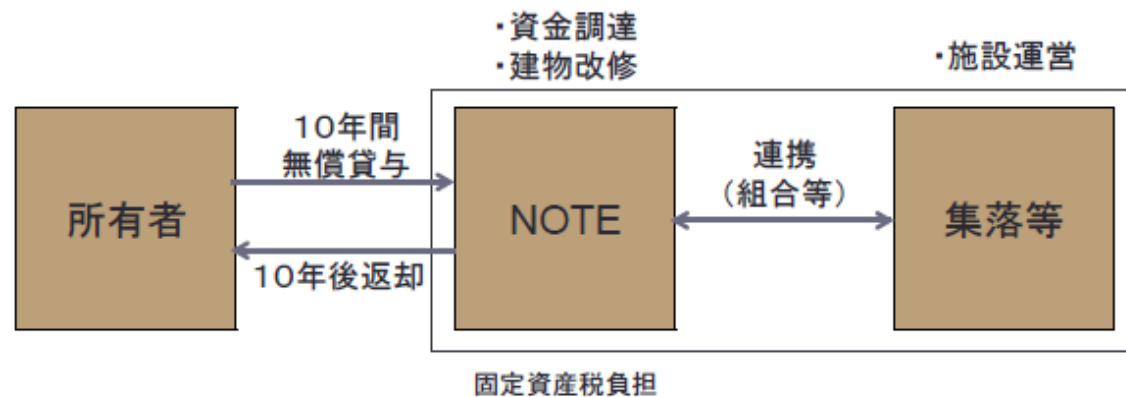 ・資金調達
・建物改修
・施設運営
10年間
無償貸与
連携
（組合等）
所有者
NOTE
集落等
10年後返却
固定資産税負担